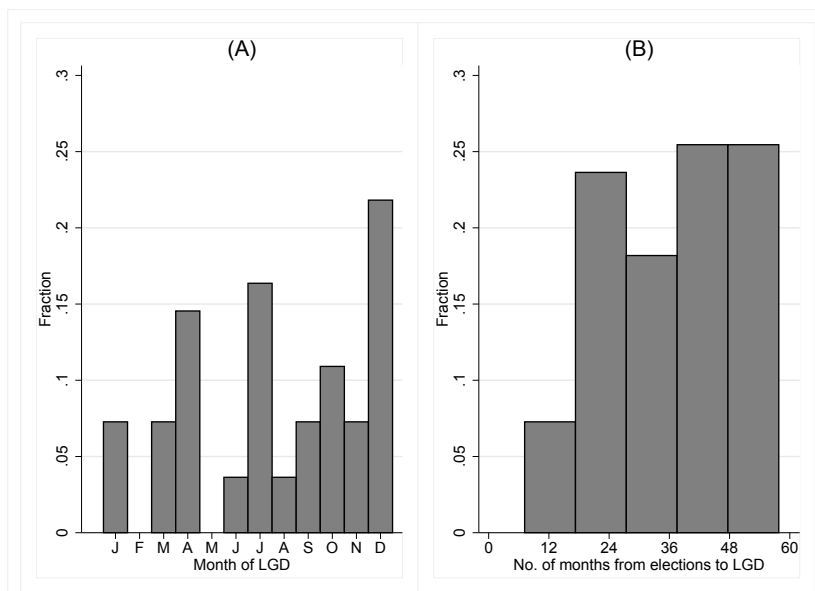 (A)
.3
.25
.2
.15
.1
.05
0
Fraction
J F M A M J J A S O N D
Month of LGD
(B)
.3
.25
.2
.15
.1
.05
0
Fraction
0 12 24 36 48 60
No. of months from elections to LGD